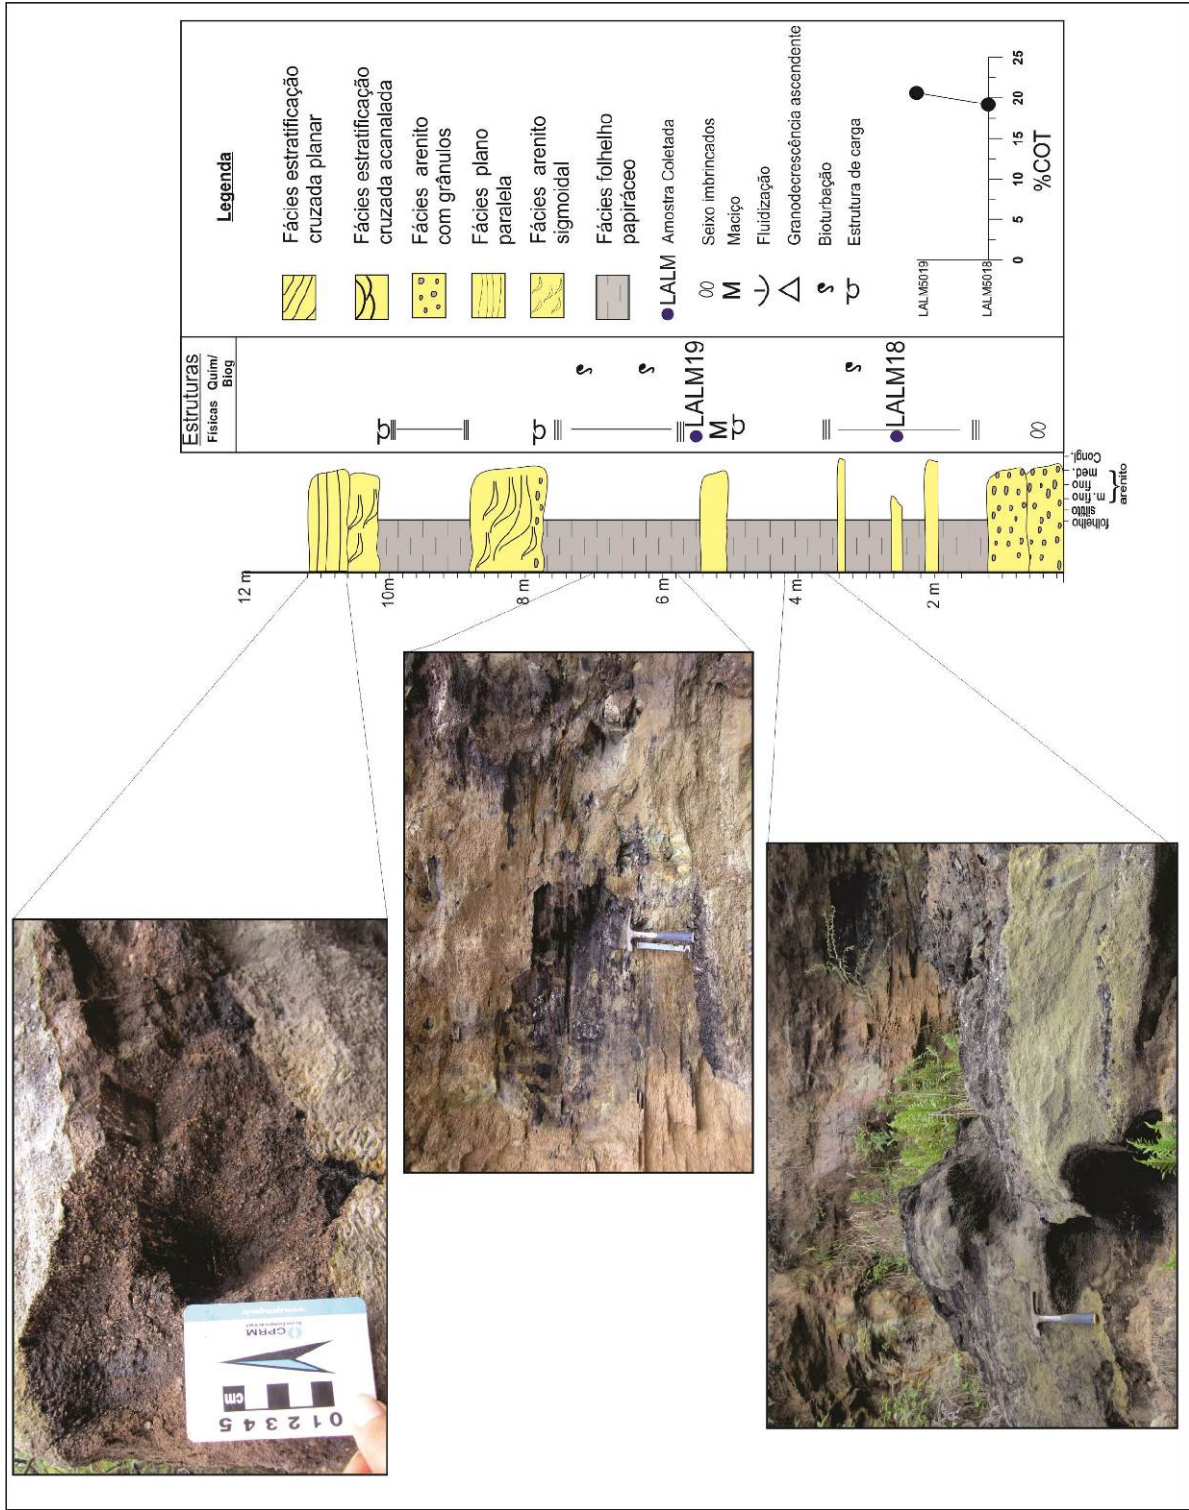 Legenda
Fácies estratificação
cruzada planar
Fácies estratificação
cruzada acanalada
Fácies arenito
com grânulos
Fácies plano
paralela
Fácies arenito
sigmoidal
Fácies folhelho
papiráceo
LALM Amostra Coletada
Seixo imbrincados
M Maciço
Fluidização
Granodecrescência ascendente
Bioturbação
Estrutura de carga
25
20
15
10
5
0
%COT
LALM5019
LALM5018
Estruturas
Físicas Quím/
Biog
LALM19
M
LALM18
Congl.
med.
fino
m. fino
siltito
folhelho
arenito
12 m
10m
8 m
6 m
4 m
2 m
CPRM
cm
0 1 2 3 4 5